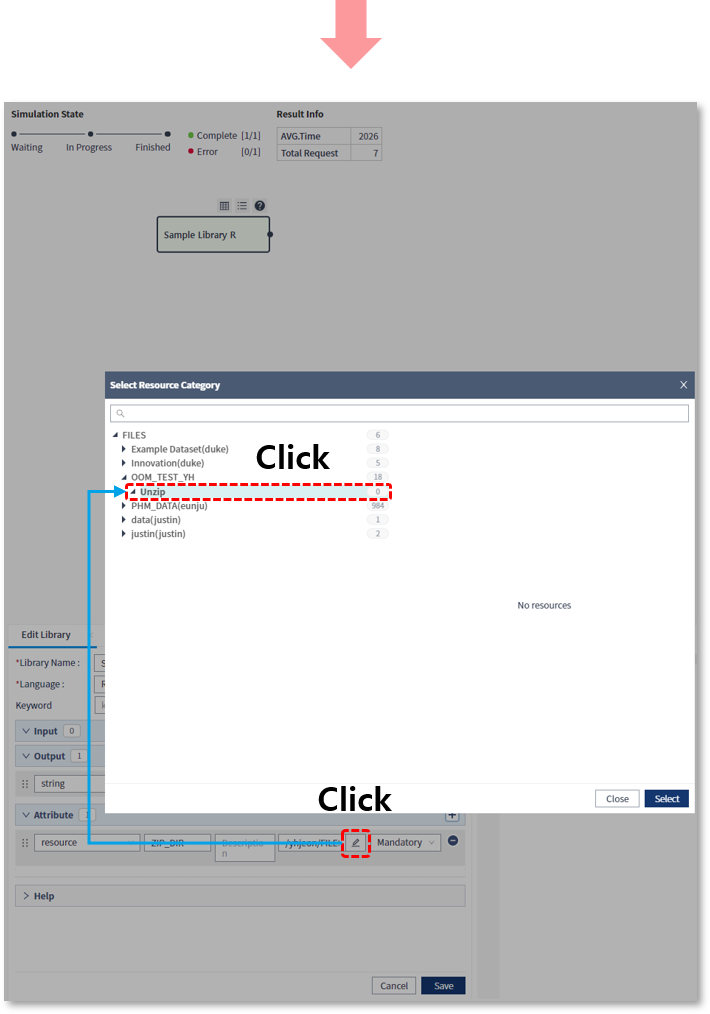 Simulation State
Result Info
Waiting In Progress Finished
Complete [1/1]
Error [0/1]
AVG.Time 2026
Total Request 7
Sample Library R
Select Resource Category X
FILES 6
Example Dataset(duke) 8
Innovation(duke) 5
Click
OOM_TEST_YH 18
Unzip 0
PHM_DATA(eunju) 984
data(justin) 1
justin(justin) 2
No resources
Edit Library
*Library Name : S
*Language : R
Keyword
Input 0
Output 1
string
Click
Close Select
Attribute
resource ZIP_DIR Description /yhjeon/FILE Mandatory
Help
Cancel Save